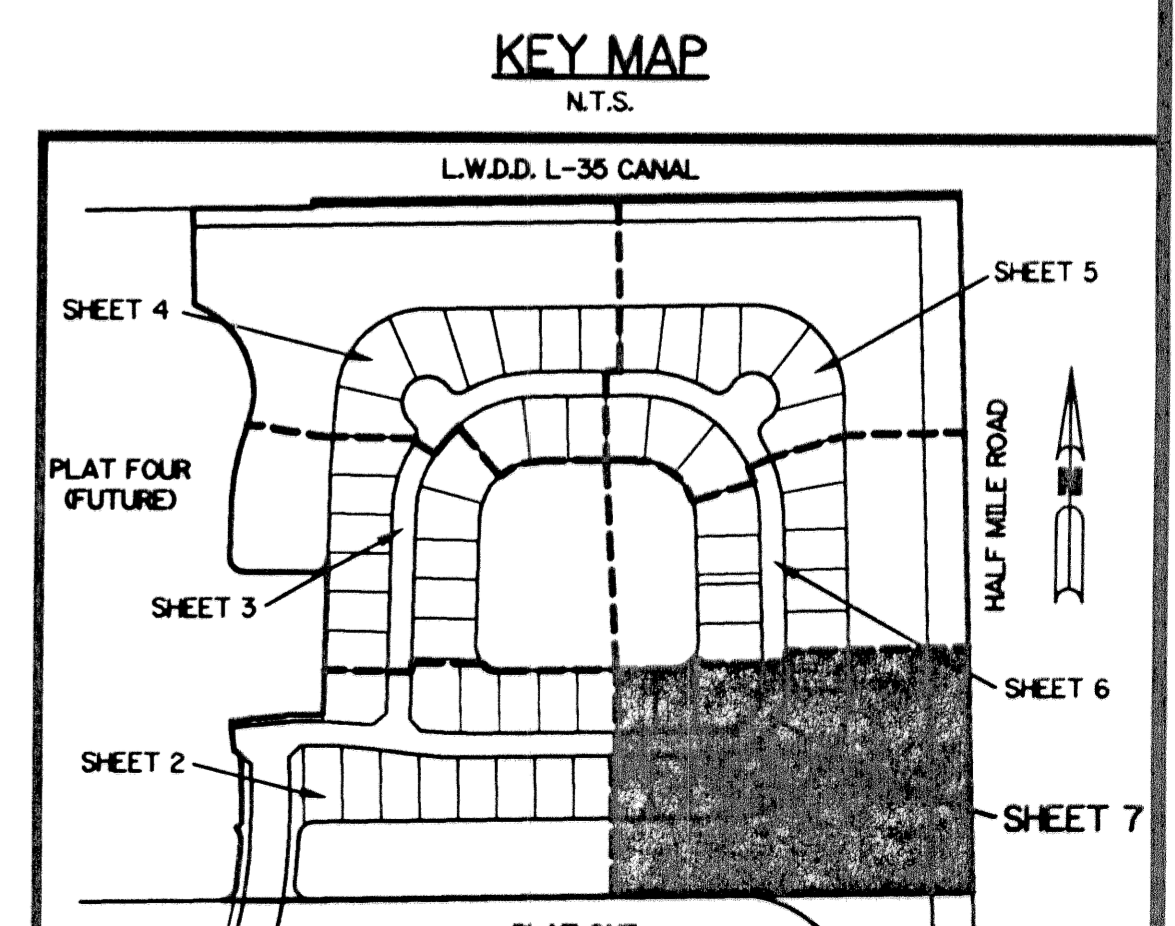 KEY MAP
N.T.S.
L.W.D.D. L-35 CANAL
SHEET 5
SHEET 4
HALF MILE ROAD
N
PLAT FOUR
(FUTURE)
SHEET 3
SHEET 6
SHEET 2
SHEET 7